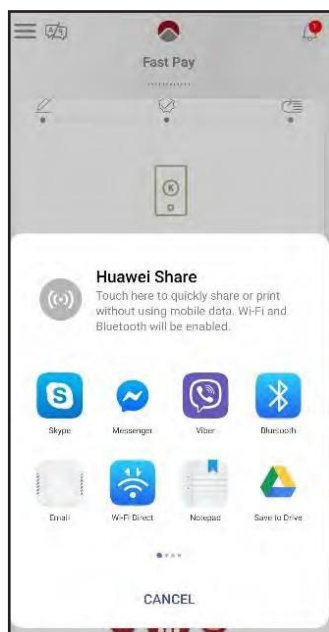 Fast Pay
Huawei Share
Touch here to quickly share or print
without using mobile data. Wi-Fi and
Bluetooth will be enabled.
Skype
Messenger
Viber
Bluetooth
Email
Wi-Fi Direct
Notepad
Save to Drive
CANCEL